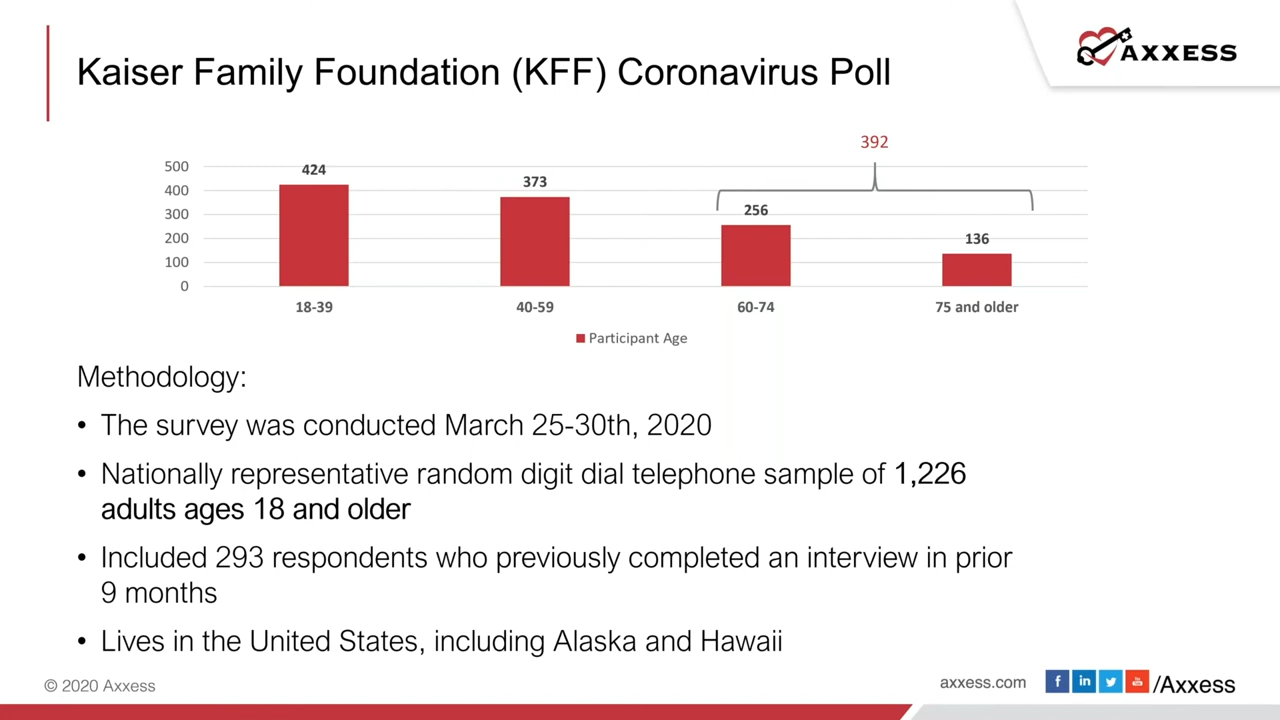 Kaiser Family Foundation (KFF) Coronavirus Poll
AXXESS
392
500
400
300
200
100
0
424
373
256
136
18-39
40-59
60-74
75 and older
Participant Age
Methodology:
• The survey was conducted March 25-30th, 2020
• Nationally representative random digit dial telephone sample of 1,226
adults ages 18 and older
• Included 293 respondents who previously completed an interview in prior
9 months
• Lives in the United States, including Alaska and Hawaii
© 2020 Axxess
axxess.com
f
in
/Axxess